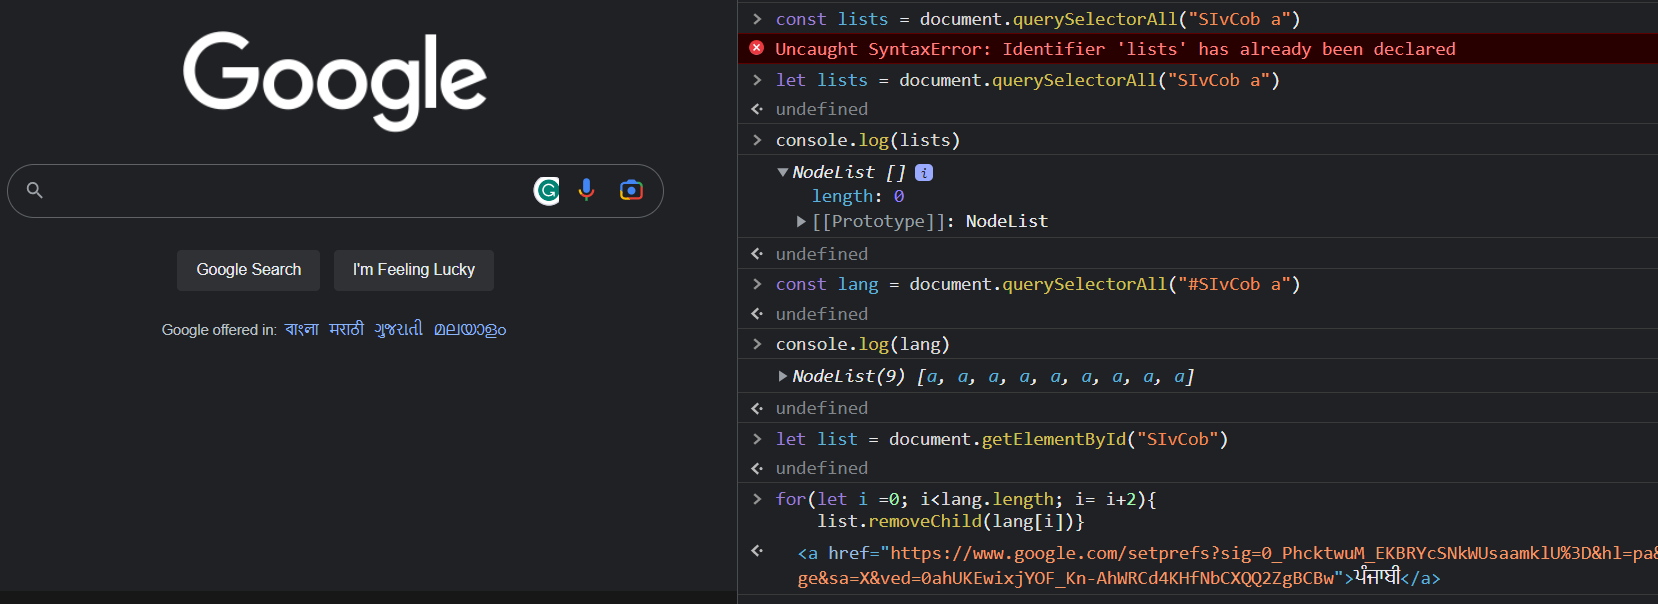 Google
Google Search
I'm Feeling Lucky
Google offered in: বাংলা मराठी ગુજરાતી മലയാളം
> const lists = document.querySelectorAll("SIvCob a")
Uncaught SyntaxError: Identifier 'lists' has already been declared
> let lists = document.querySelectorAll("SIvCob a")
undefined
> console.log(lists)
▼NodeList [] i
length: 0
▶[[Prototype]]: NodeList
undefined
> const lang = document.querySelectorAll("#SIvCob a")
undefined
> console.log(lang)
▶NodeList(9) [a, a, a, a, a, a, a, a, a]
undefined
> let list = document.getElementById("SIvCob")
undefined
> for(let i =0; i<lang.length; i= i+2){
list.removeChild(lang[i])}
<a href="https://www.google.com/setprefs?sig=0_PhcktwuM_EKBRYcSNkWUsaamklU%3D&hl=pa&
ge&sa=X&ved=0ahUKEwixjYOF_Kn-AhWRCd4KHfNbCXQQ2ZgBCBw">ਪੰਜਾਬੀ</a>